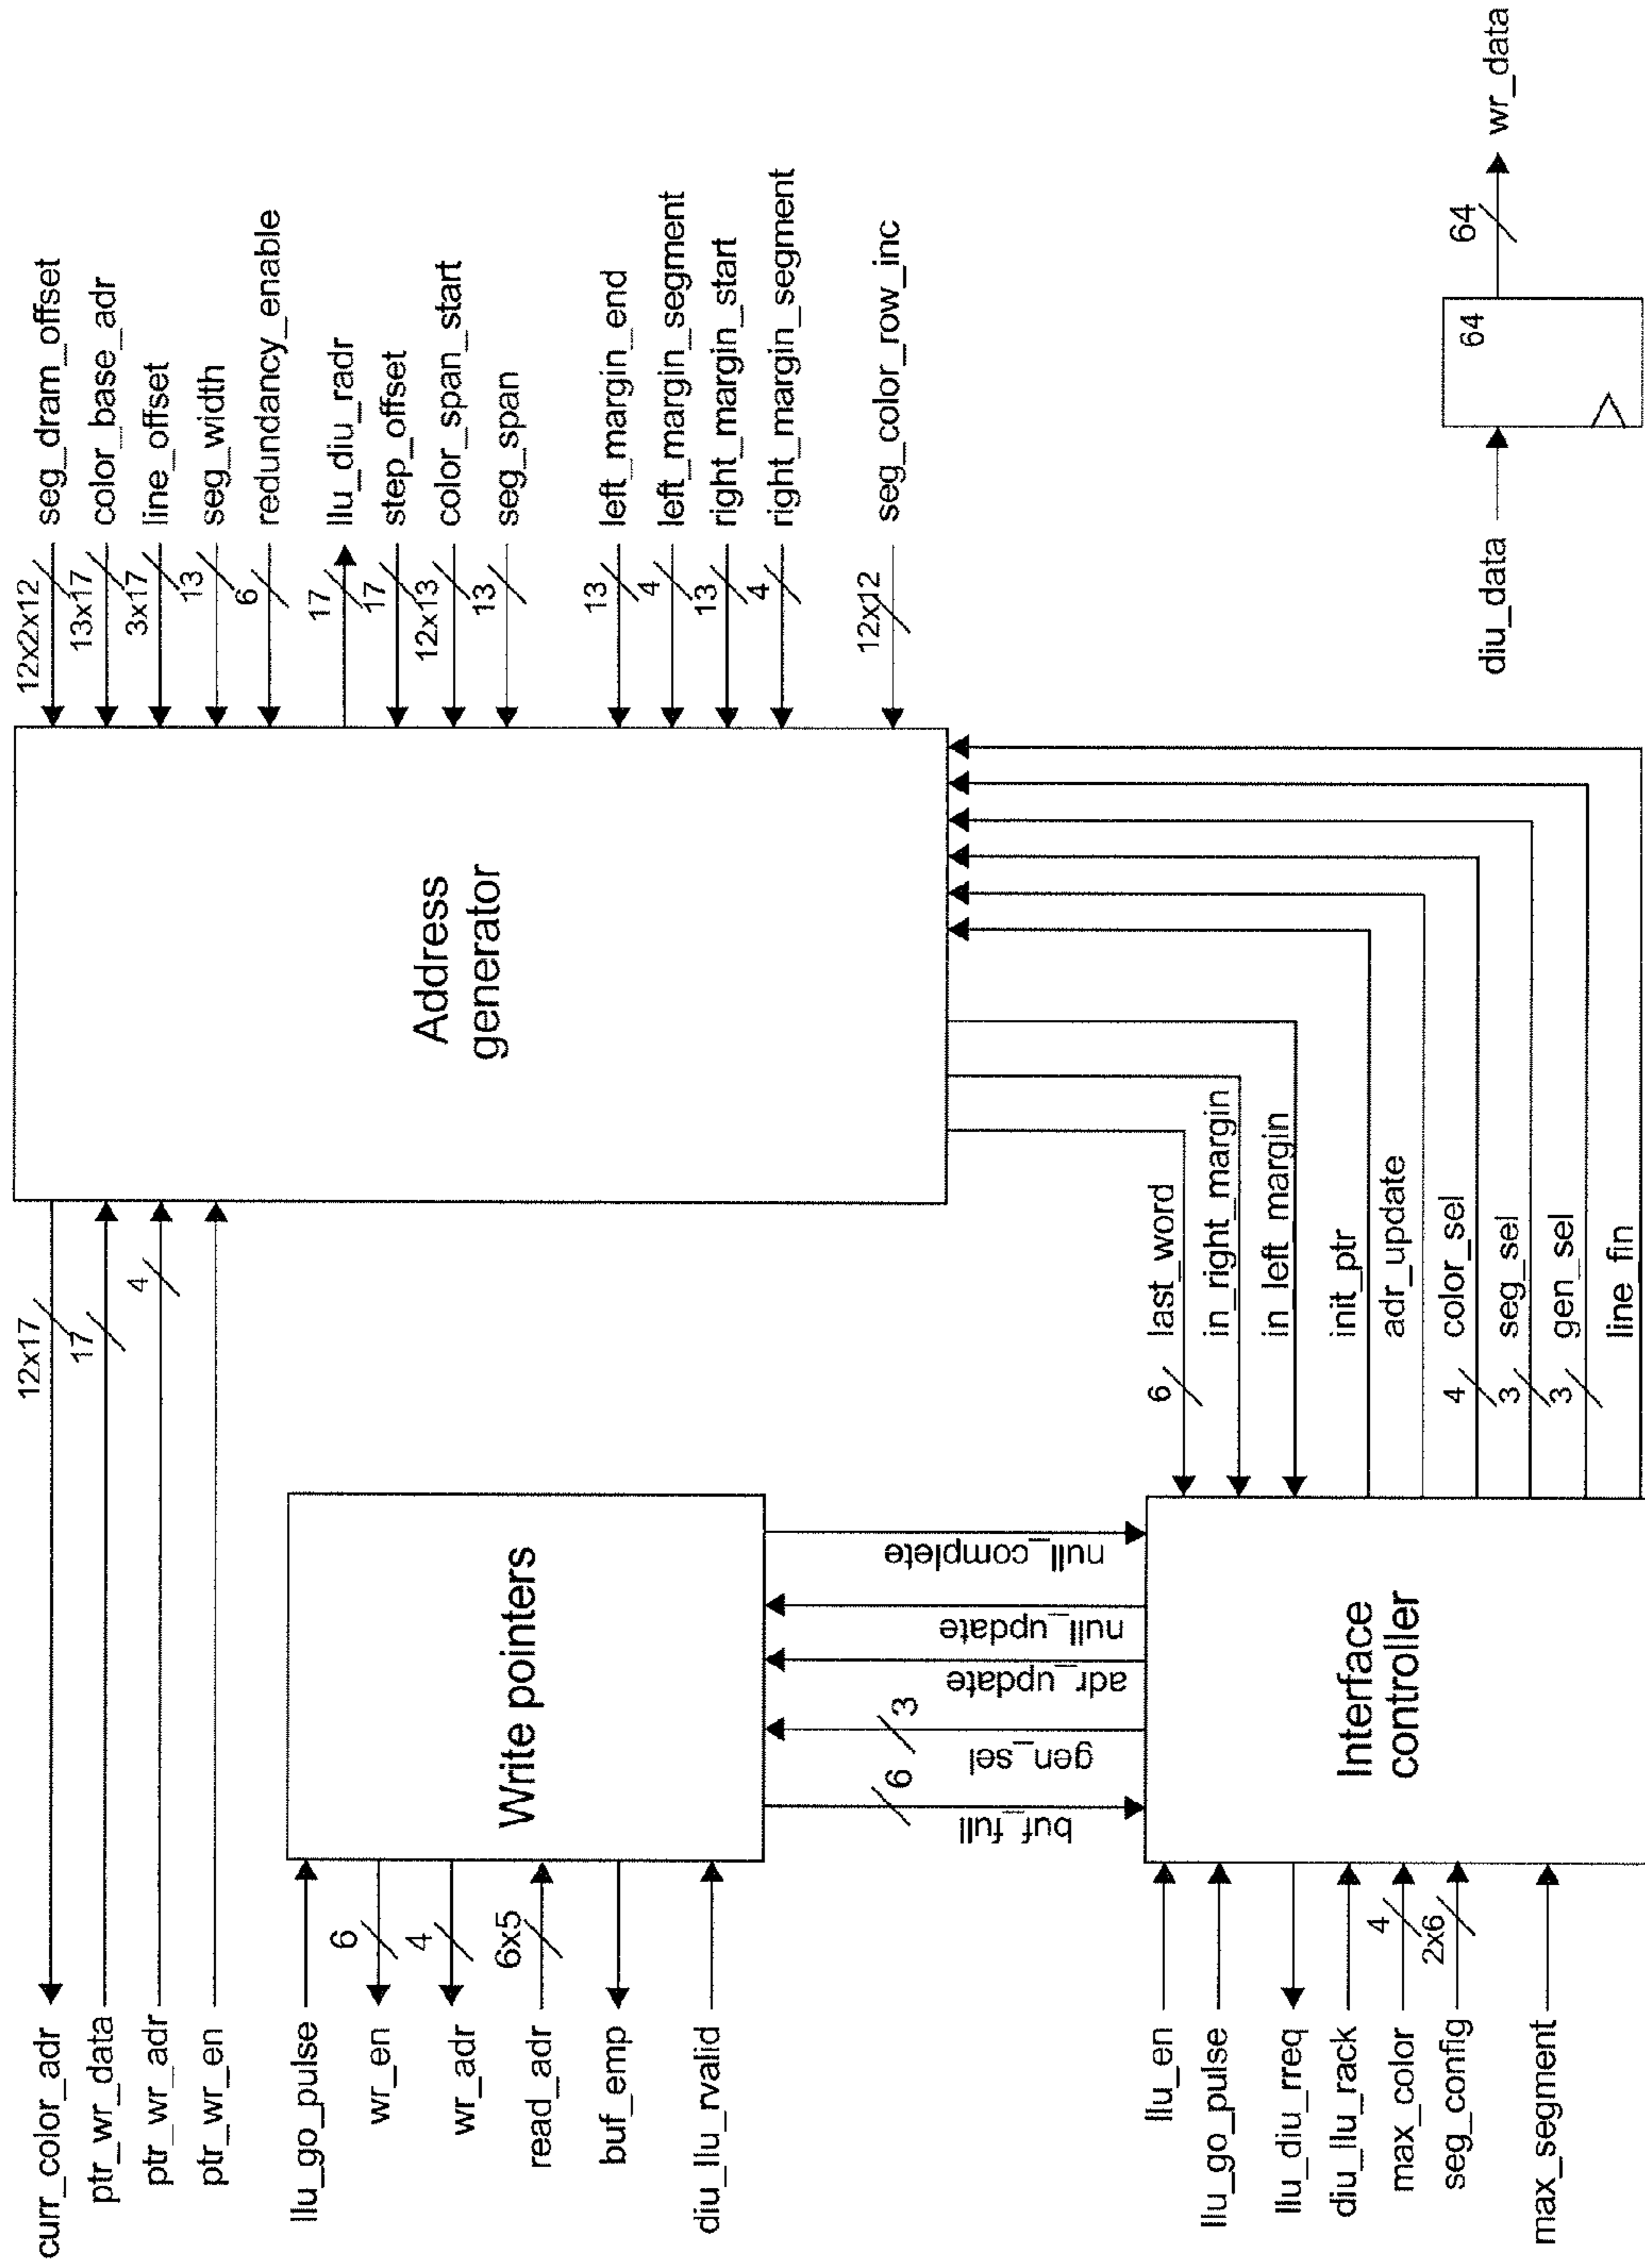 curr_color_adr
12x17
ptr_wr_data
17
ptr_wr_adr
4
ptr_wr_en
Address
generator
12x2x12
seg_dram_offset
13x17
color_base_adr
3x17
line_offset
13
seg_width
6
redundancy_enable
17
llu_diu_radr
17
step_offset
12x13
color_span_start
13
seg_span
13
left_margin_end
4
left_margin_segment
13
right_margin_start
4
right_margin_segment
12x12
seg_color_row_inc
llu_go_pulse
wr_en
6
wr_adr
4
read_adr
6x5
buf_emp
diu_llu_rvalid
Write pointers
buf_full
6
gen_sel
3
adr_update
null_update
null_complete
6
last_word
in_right_margin
in_left_margin
init_ptr
adr_update
4
color_sel
3
seg_sel
3
gen_sel
line_fin
llu_en
llu_go_pulse
llu_diu_rreq
diu_llu_rack
max_color
4
seg_config
2x6
max_segment
Interface
controller
diu_data
64
64
wr_data